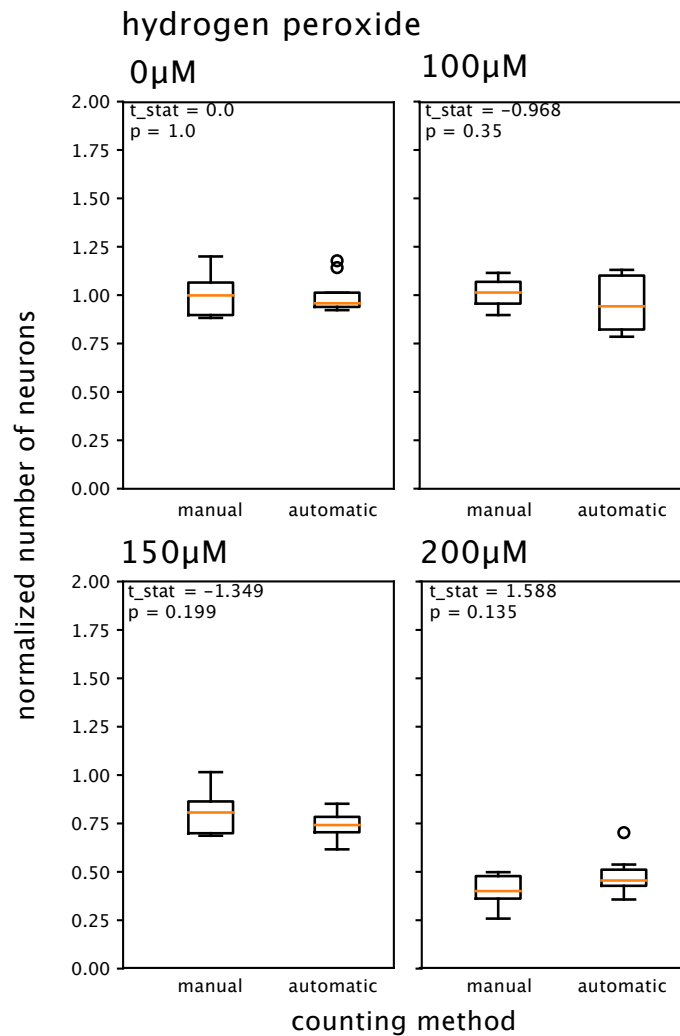 hydrogen peroxide
0μM
100μM
t_stat = 0.0
p = 1.0
t_stat = −0.968
p = 0.35
2.00
1.75
1.50
1.25
1.00
0.75
0.50
0.25
0.00
manual automatic
manual automatic
150μM
200μM
t_stat = −1.349
p = 0.199
t_stat = 1.588
p = 0.135
2.00
1.75
1.50
1.25
1.00
0.75
0.50
0.25
0.00
manual automatic
manual automatic
normalized number of neurons
counting method